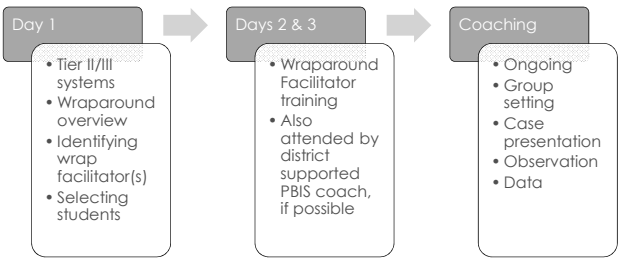 Day 1
• Tier II/III
systems
• Wraparound
overview
• Identifying
wrap
facilitator(s)
• Selecting
students
Days 2 & 3
• Wraparound
Facilitator
training
• Also
attended by
district
supported
PBIS coach,
if possible
Coaching
• Ongoing
• Group
setting
• Case
presentation
• Observation
• Data